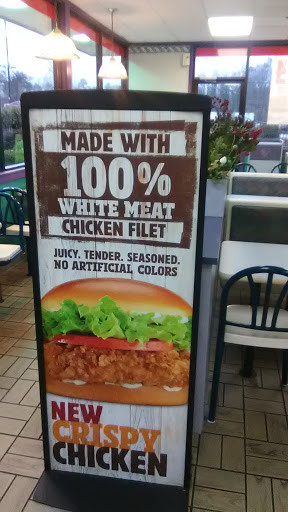 MADE WITH
100%
WHITE MEAT
CHICKEN FILET
JUICY. TENDER. SEASONED.
NO ARTIFICIAL COLORS
NEW
CRISPY
CHICKEN